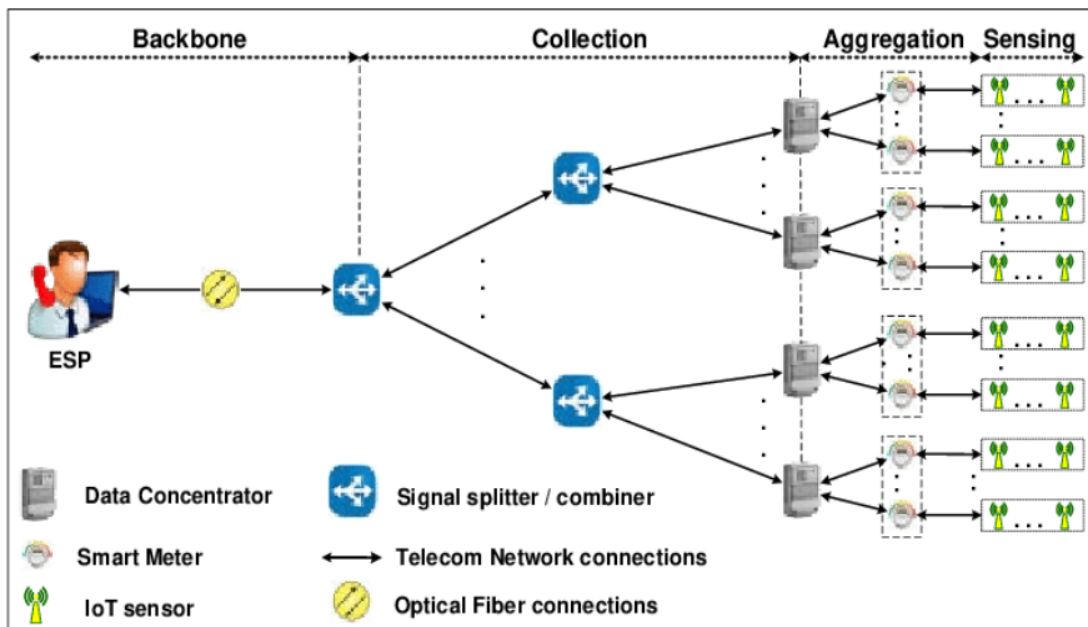 Backbone
Collection
Aggregation
Sensing
ESP
Data Concentrator
Signal splitter / combiner
Smart Meter
Telecom Network connections
IoT sensor
Optical Fiber connections